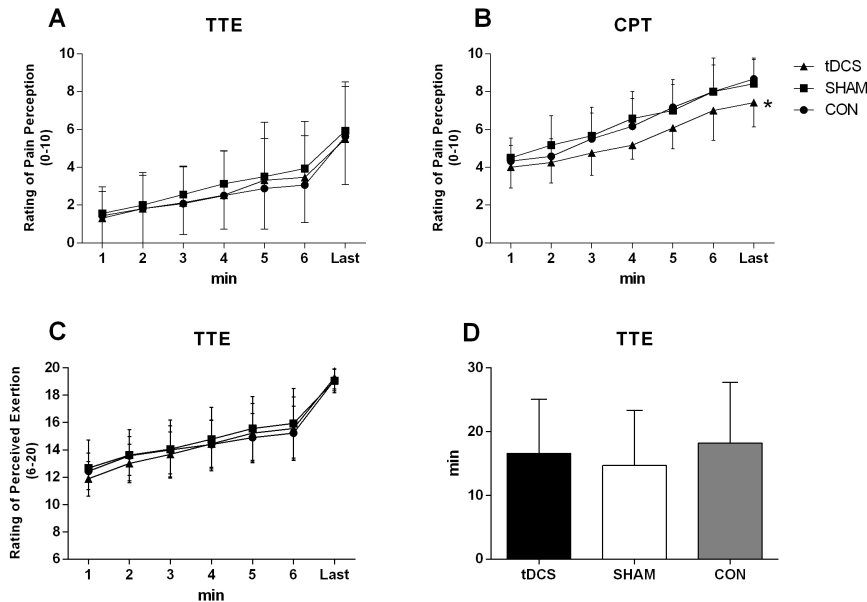 A
TTE
Rating of Pain Perception
(0-10)
10
8
6
4
2
0
1 2 3 4 5 6 Last
min
B
CPT
Rating of Pain Perception
(0-10)
10
8
6
4
2
0
1 2 3 4 5 6 Last
min
*
tDCS
SHAM
CON
C
TTE
Rating of Perceived Exertion
(6-20)
20
18
16
14
12
10
8
6
1 2 3 4 5 6 Last
min
D
TTE
min
30
20
10
0
tDCS SHAM CON